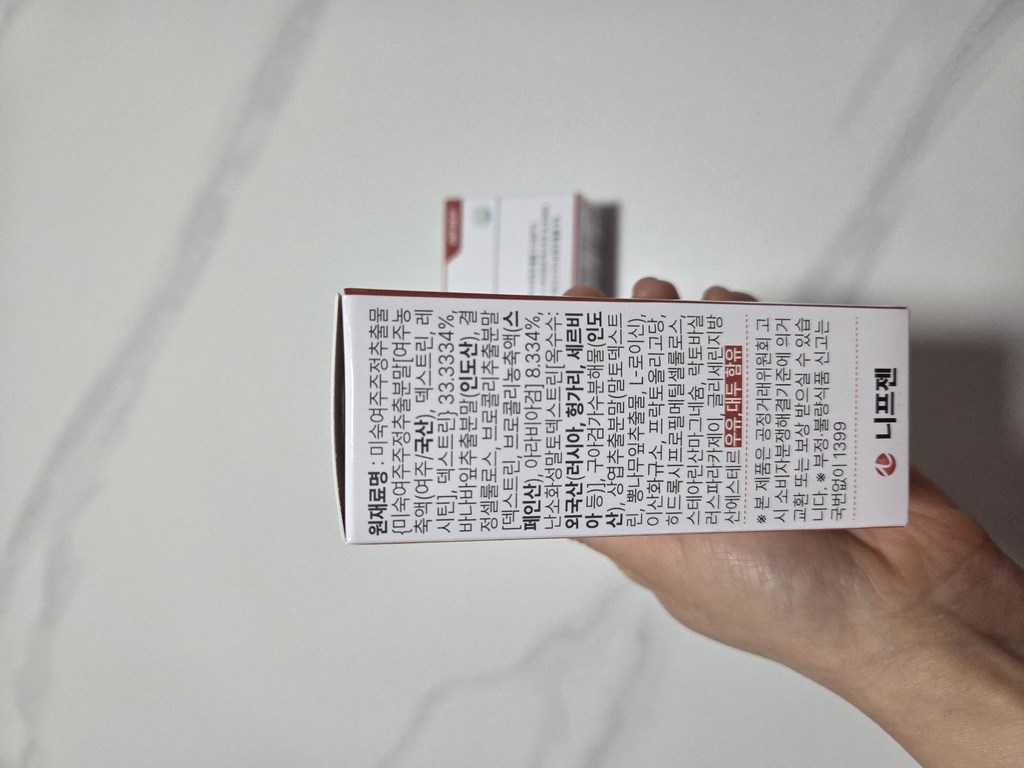 원재료명 : 미숙여주주정추출물
{미숙여주주정추출분말[여주농
축액(여주/국산), 덱스트린, 레
시틴], 덱스트린} 33.3334%,
바나바잎추출분말(인도산), 결
정셀룰로스, 브로콜리추출분말
[덱스트린, 브로콜리농축액(스
페인산), 아라비아검] 8.334%,
난소화성말토덱스트린[옥수수:
외국산(러시아, 헝가리, 세르비
아 등)], 구아검가수분해물(인도
산), 상엽추출분말(말토덱스트
린, 뽕나무잎추출물, L-로이신),
이산화규소, 프락토올리고당,
히드록시프로필메틸셀룰로스,
스테아린산마그네슘, 락토바실
러스파라카제이, 글리세린지방
산에스테르 우유, 대두 함유
※ 본 제품은 공정거래위원회 고
시 소비자분쟁해결기준에 의거
교환 또는 보상 받으실 수 있습
니다. ※ 부정·불량식품 신고는
국번없이 1399
니프젠